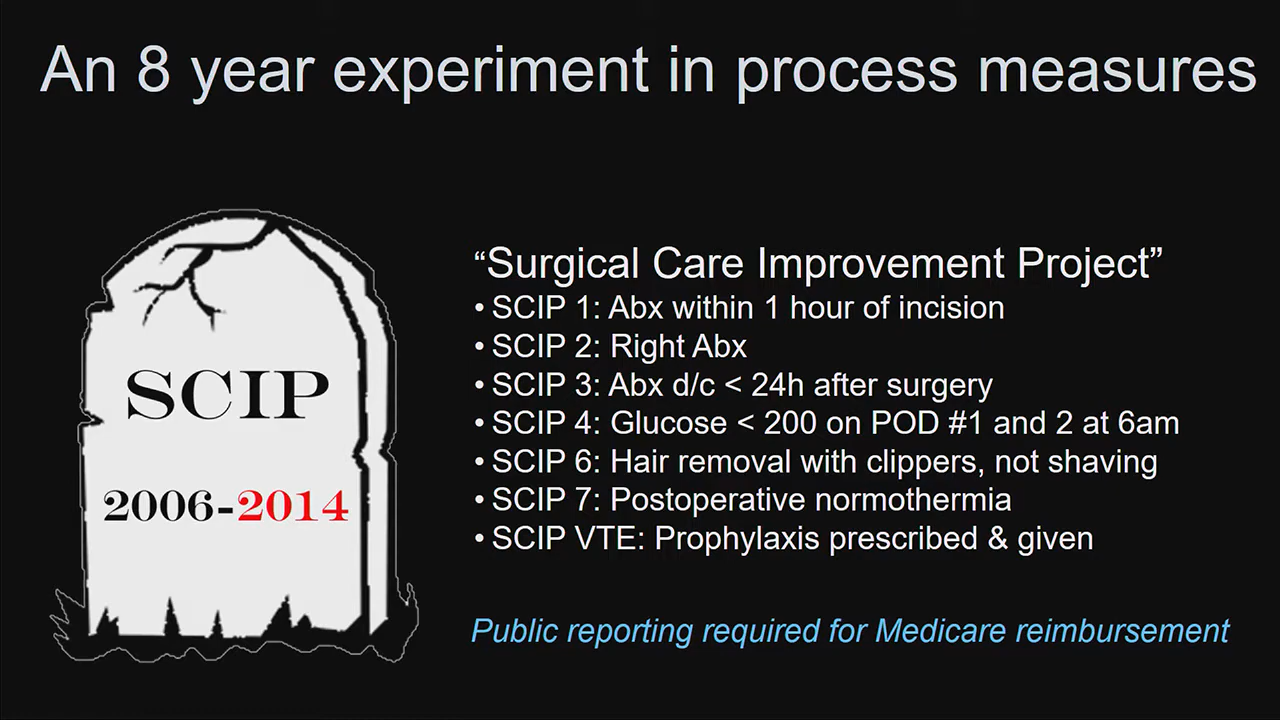 An 8 year experiment in process measures
SCIP
2006-2014
“Surgical Care Improvement Project”
• SCIP 1: Abx within 1 hour of incision
• SCIP 2: Right Abx
• SCIP 3: Abx d/c < 24h after surgery
• SCIP 4: Glucose < 200 on POD #1 and 2 at 6am
• SCIP 6: Hair removal with clippers, not shaving
• SCIP 7: Postoperative normothermia
• SCIP VTE: Prophylaxis prescribed & given
Public reporting required for Medicare reimbursement